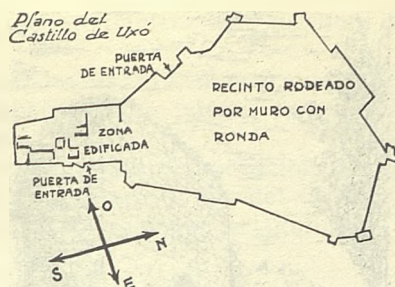 Plano del
Castillo de Uxó
PUERTA
DE ENTRADA
RECINTO RODEADO
POR MURO CON
RONDA
ZONA
EDIFICADA
PUERTA DE
ENTRADA
O
N
S
E